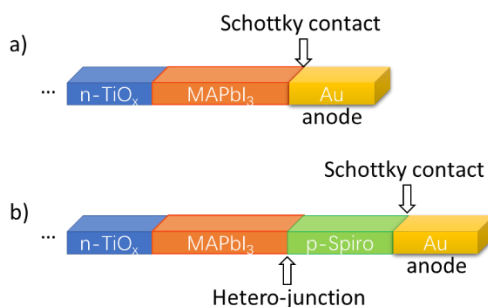 a)
Schottky contact
... n-TiOₓ MAPbI₃ Au
anode
Schottky contact
b)
... n-TiOₓ MAPbI₃ p-Spiro Au
anode
Hetero-junction